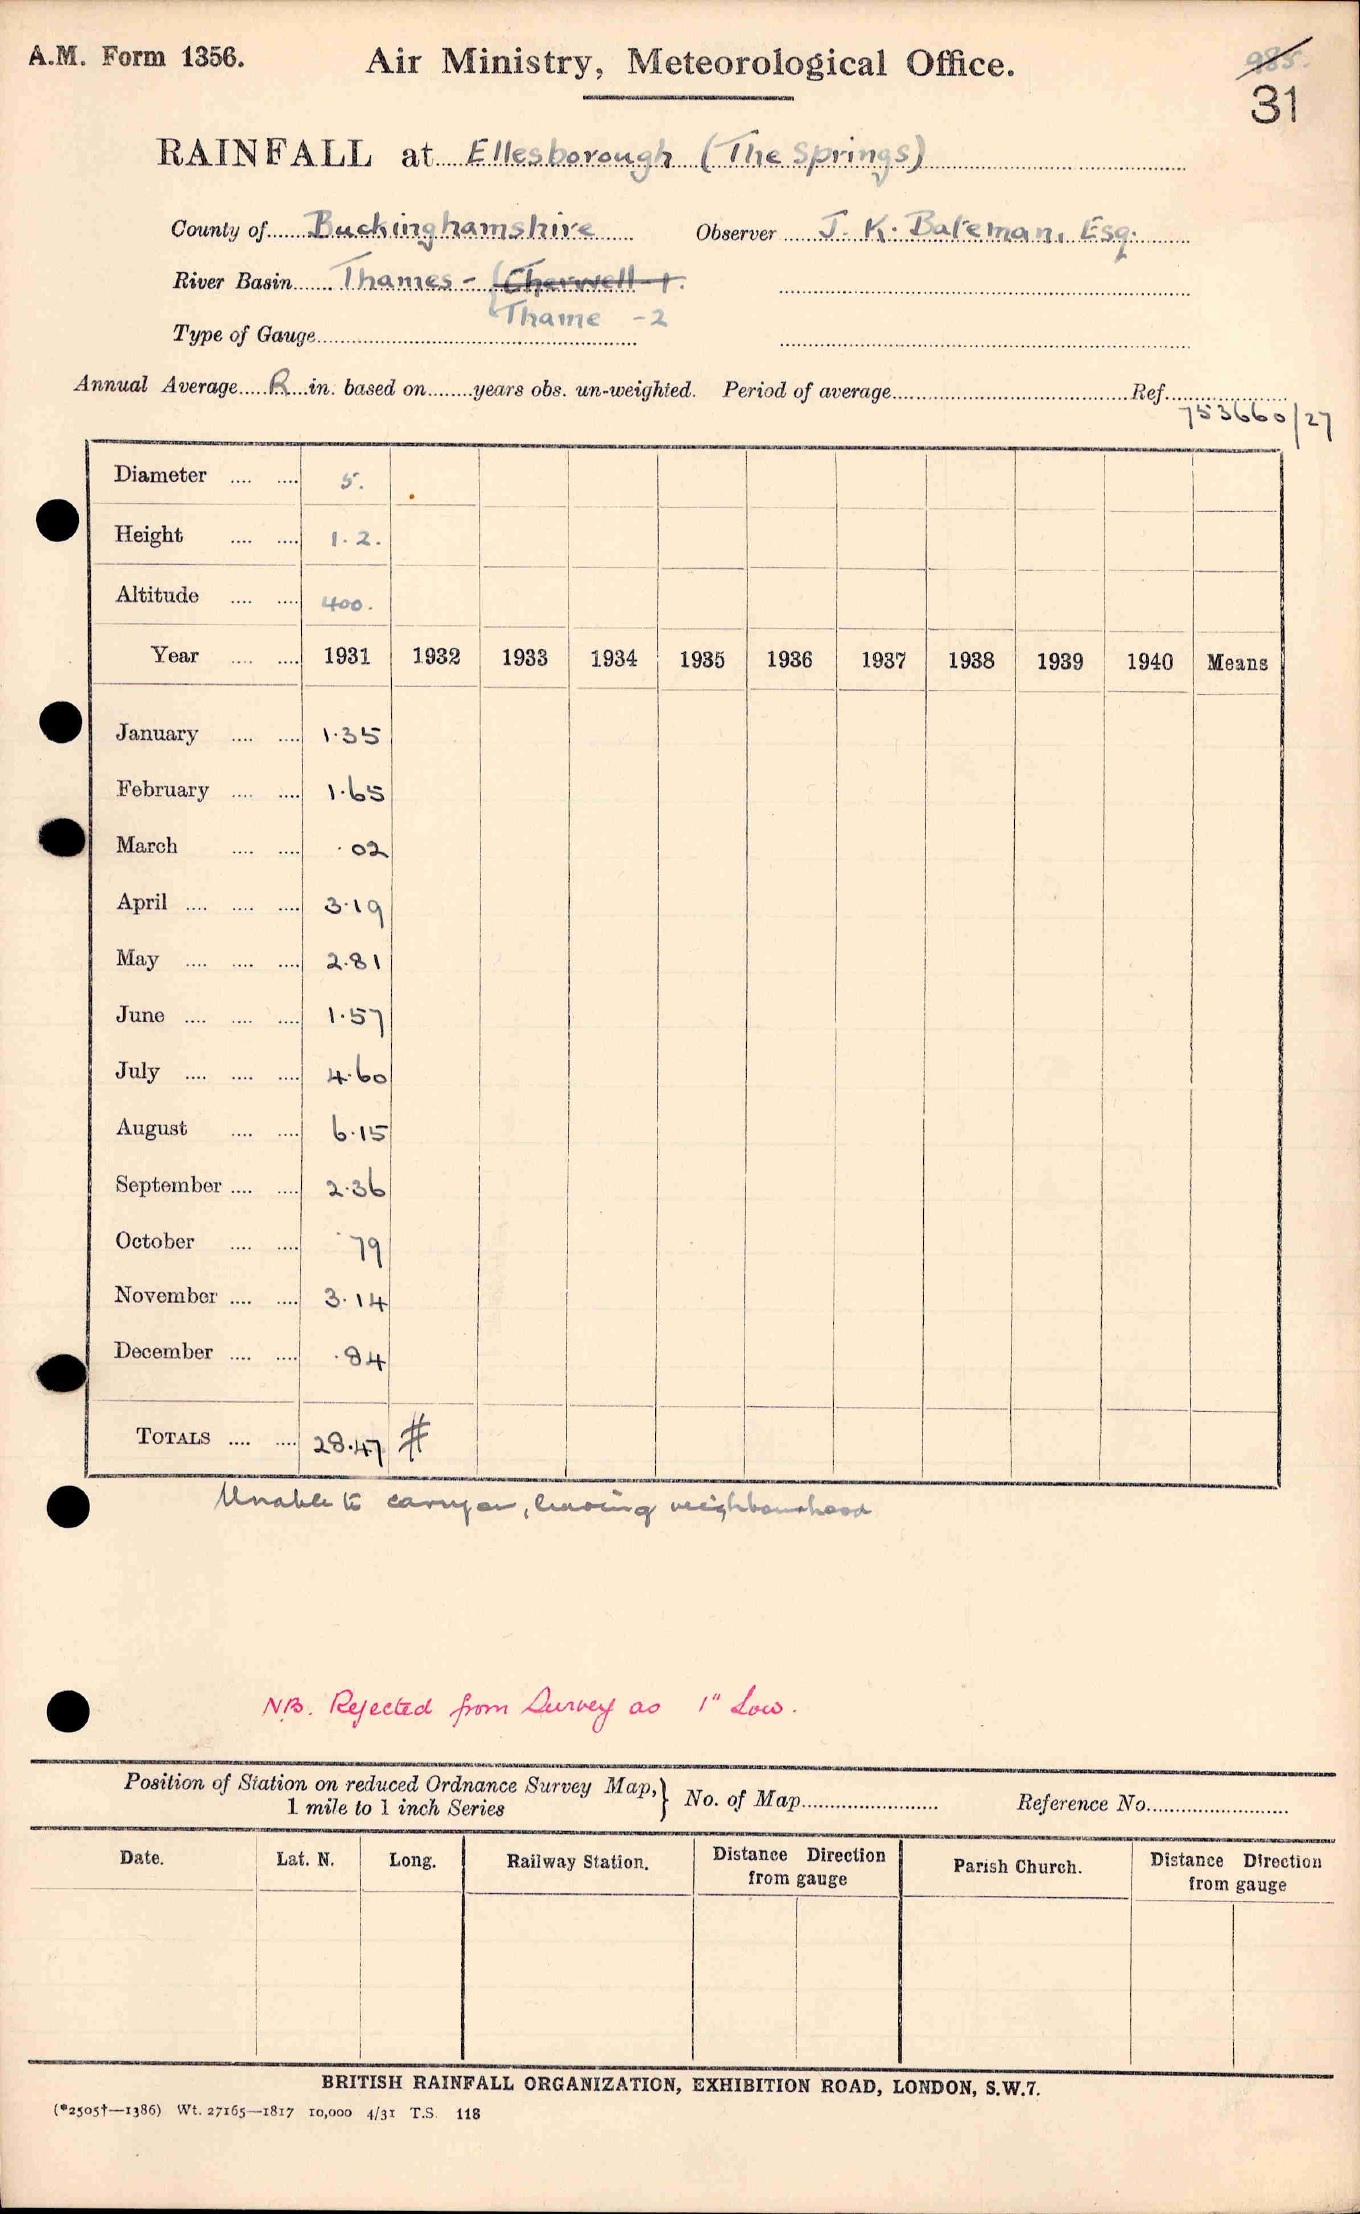 A.M. Form 1356.
Air Ministry, Meteorological Office.
985.
31
RAINFALL at Ellesborough (The Springs)
County of Buckinghamshire Observer J. K. Bateman, Esq.
River Basin Thames - Cherwell - 1.
Thame - 2
Type of Gauge
Annual Average R in. based on years obs. un-weighted. Period of average Ref.
753660/27
Diameter 5.
Height 1.2.
Altitude 400.
Year 1931 1932 1933 1934 1935 1936 1937 1938 1939 1940 Means
January 1.35
February 1.65
March .02
April 3.19
May 2.81
June 1.57
July 4.60
August 6.15
September 2.36
October .79
November 3.14
December .84
TOTALS 28.47 #
Unable to carry on, leaving neighbourhood
N.B. Rejected from Survey as 1" Low.
Position of Station on reduced Ordnance Survey Map, } No. of Map Reference No.
1 mile to 1 inch Series
Date. Lat. N. Long. Railway Station. Distance Direction from gauge Parish Church. Distance Direction from gauge
BRITISH RAINFALL ORGANIZATION, EXHIBITION ROAD, LONDON, S.W.7.
(*2505†—1386) Wt. 27165—1817 10,000 4/31 T.S. 118